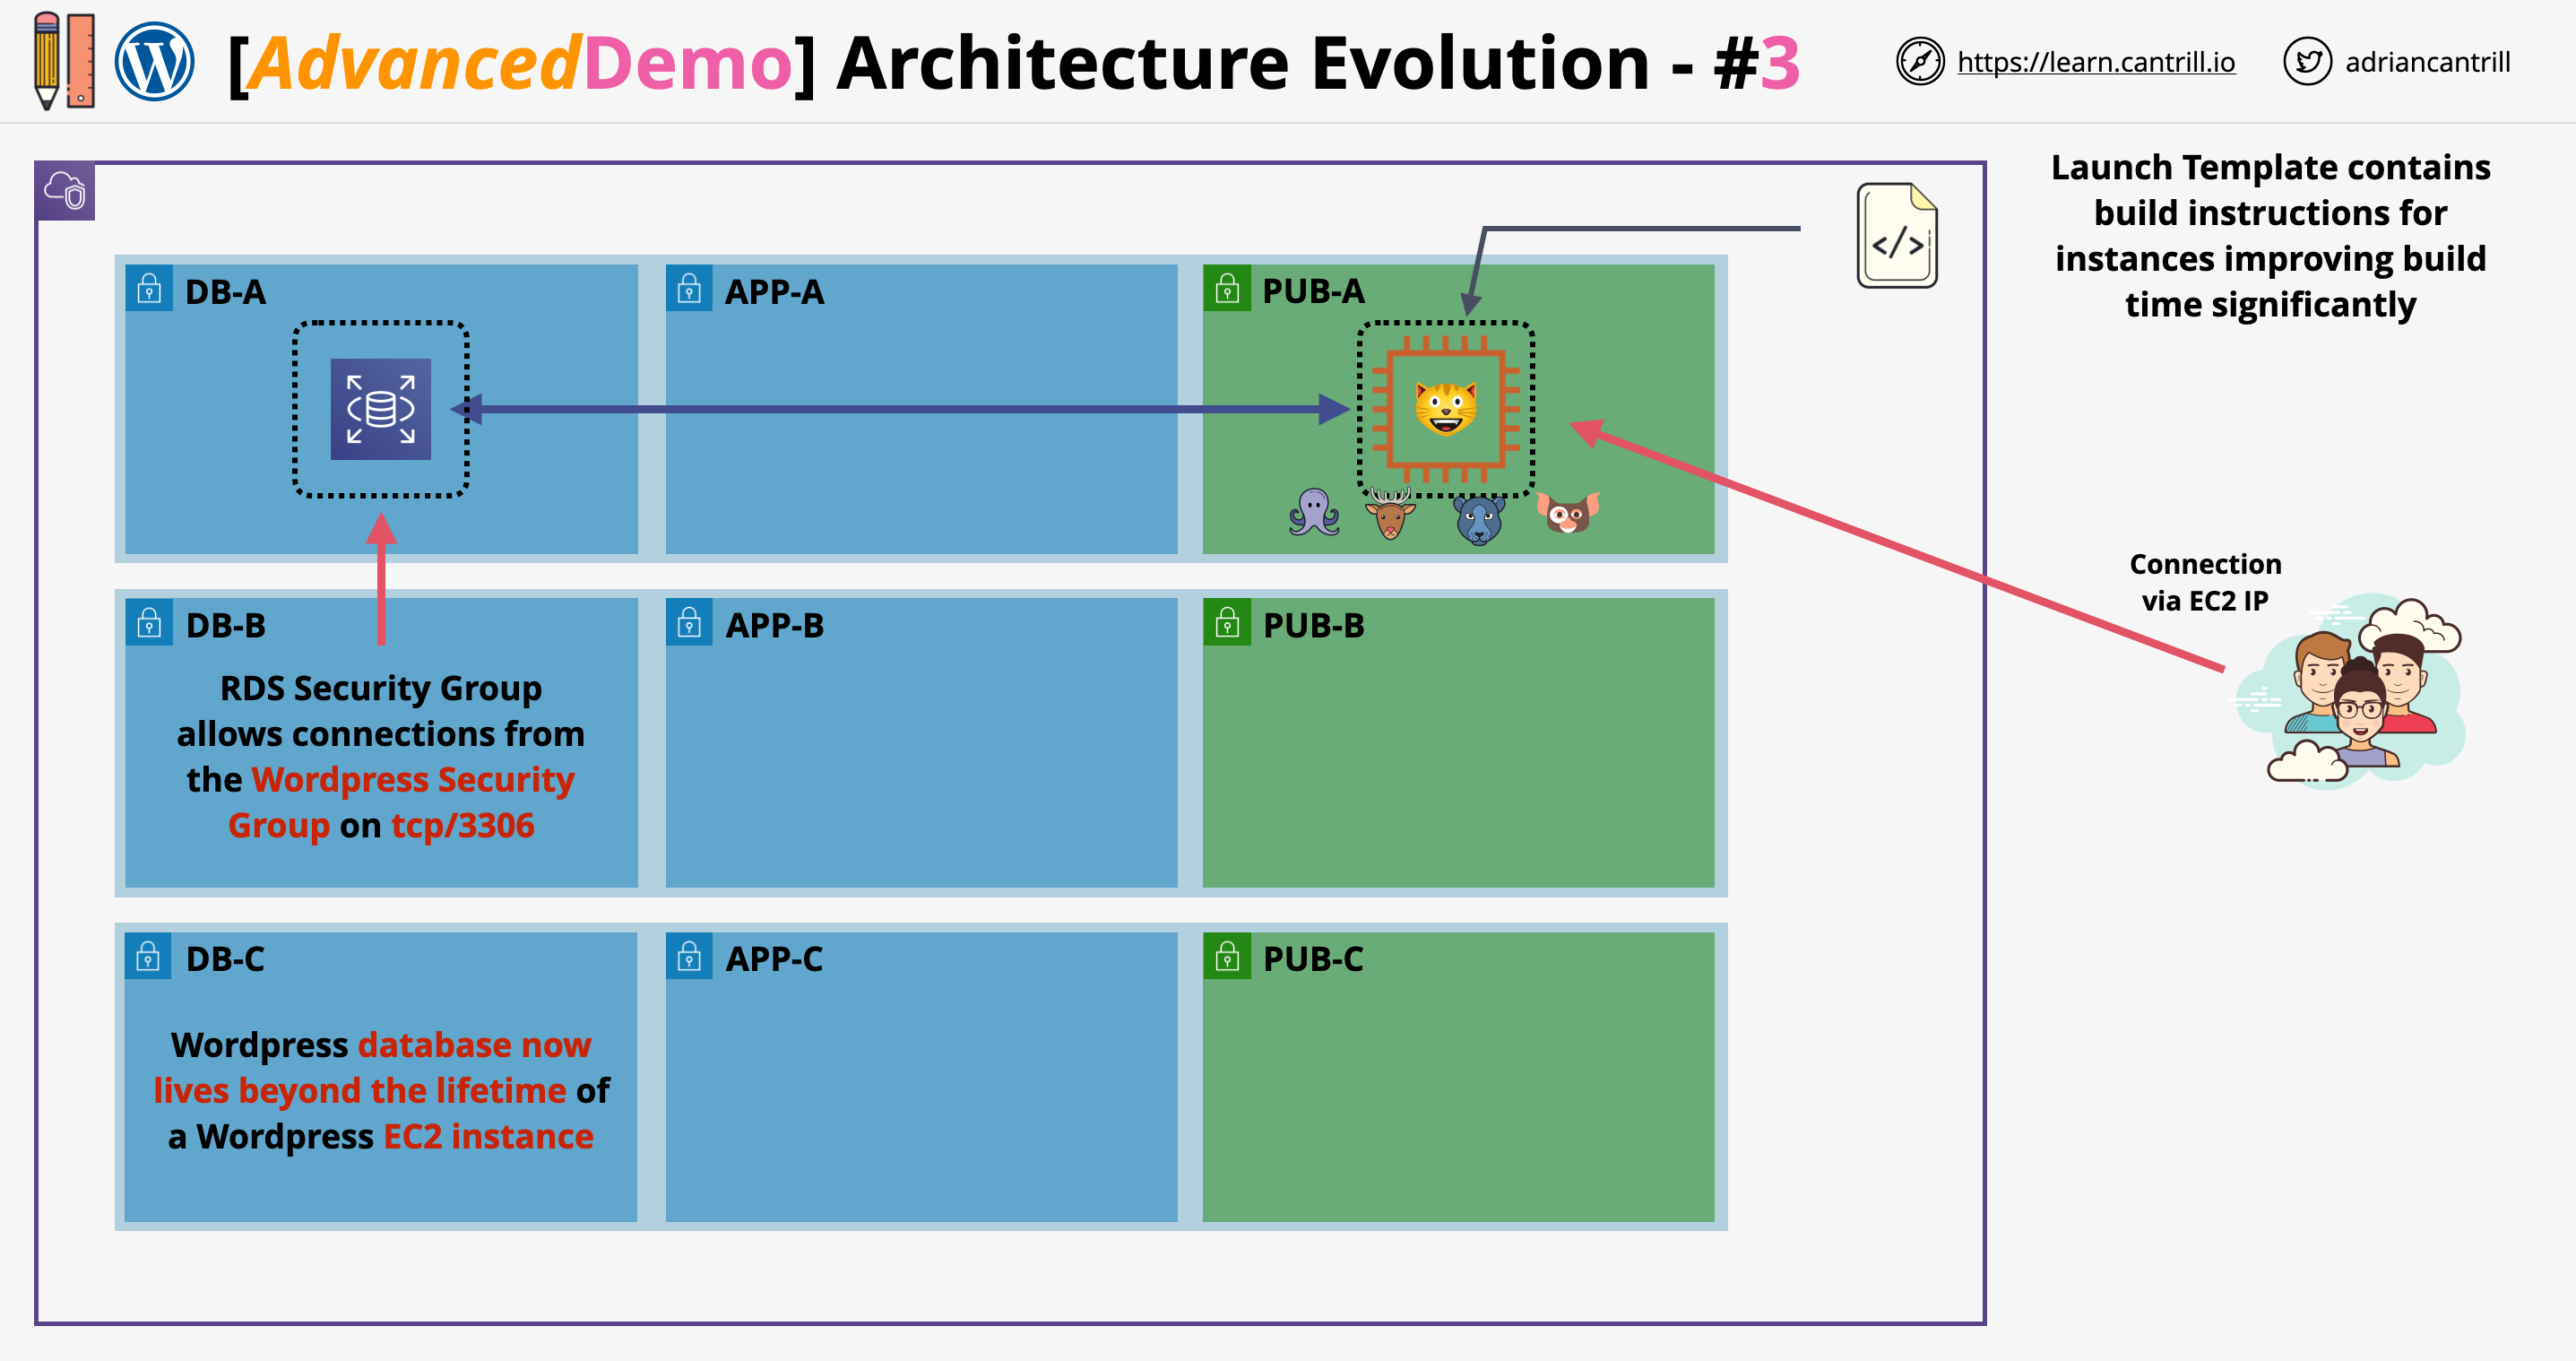 [AdvancedDemo] Architecture Evolution - #3
https://learn.cantrill.io
adriancantrill
Launch Template contains
build instructions for
instances improving build
time significantly
</>
DB-A
APP-A
PUB-A
Connection
via EC2 IP
DB-B
APP-B
PUB-B
RDS Security Group
allows connections from
the Wordpress Security
Group on tcp/3306
DB-C
APP-C
PUB-C
Wordpress database now
lives beyond the lifetime of
a Wordpress EC2 instance